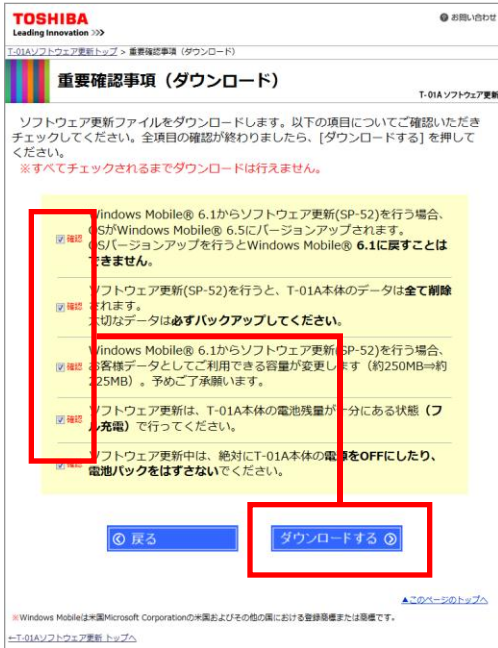 TOSHIBA
Leading Innovation >>>
お問い合わせ
T-01Aソフトウェア更新トップ > 重要確認事項（ダウンロード）
重要確認事項（ダウンロード）
T-01A ソフトウェア更新
ソフトウェア更新ファイルをダウンロードします。以下の項目についてご確認いただき
チェックしてください。全項目の確認が終わりましたら、[ダウンロードする] を押して
ください。
※すべてチェックされるまでダウンロードは行えません。
Windows Mobile® 6.1からソフトウェア更新(SP-52)を行う場合、
OSがWindows Mobile® 6.5にバージョンアップされます。
確認
OSバージョンアップを行うとWindows Mobile® 6.1に戻すことは
できません。
ソフトウェア更新(SP-52)を行うと、T-01A本体のデータは全て削除
確認 されます。
大切なデータは必ずバックアップしてください。
Windows Mobile® 6.1からソフトウェア更新(SP-52)を行う場合、
確認 お客様データとしてご利用できる容量が変更します（約250MB⇒約
225MB）。予めご了承願います。
確認 ソフトウェア更新は、T-01A本体の電池残量が十分にある状態（フ
ル充電）で行ってください。
ソフトウェア更新中は、絶対にT-01A本体の電源をOFFにしたり、
確認 電池パックをはずさないでください。
戻る
ダウンロードする
▲このページのトップへ
※Windows Mobileは米国Microsoft Corporationの米国およびその他の国における登録商標または商標です。
←T-01Aソフトウェア更新 トップへ